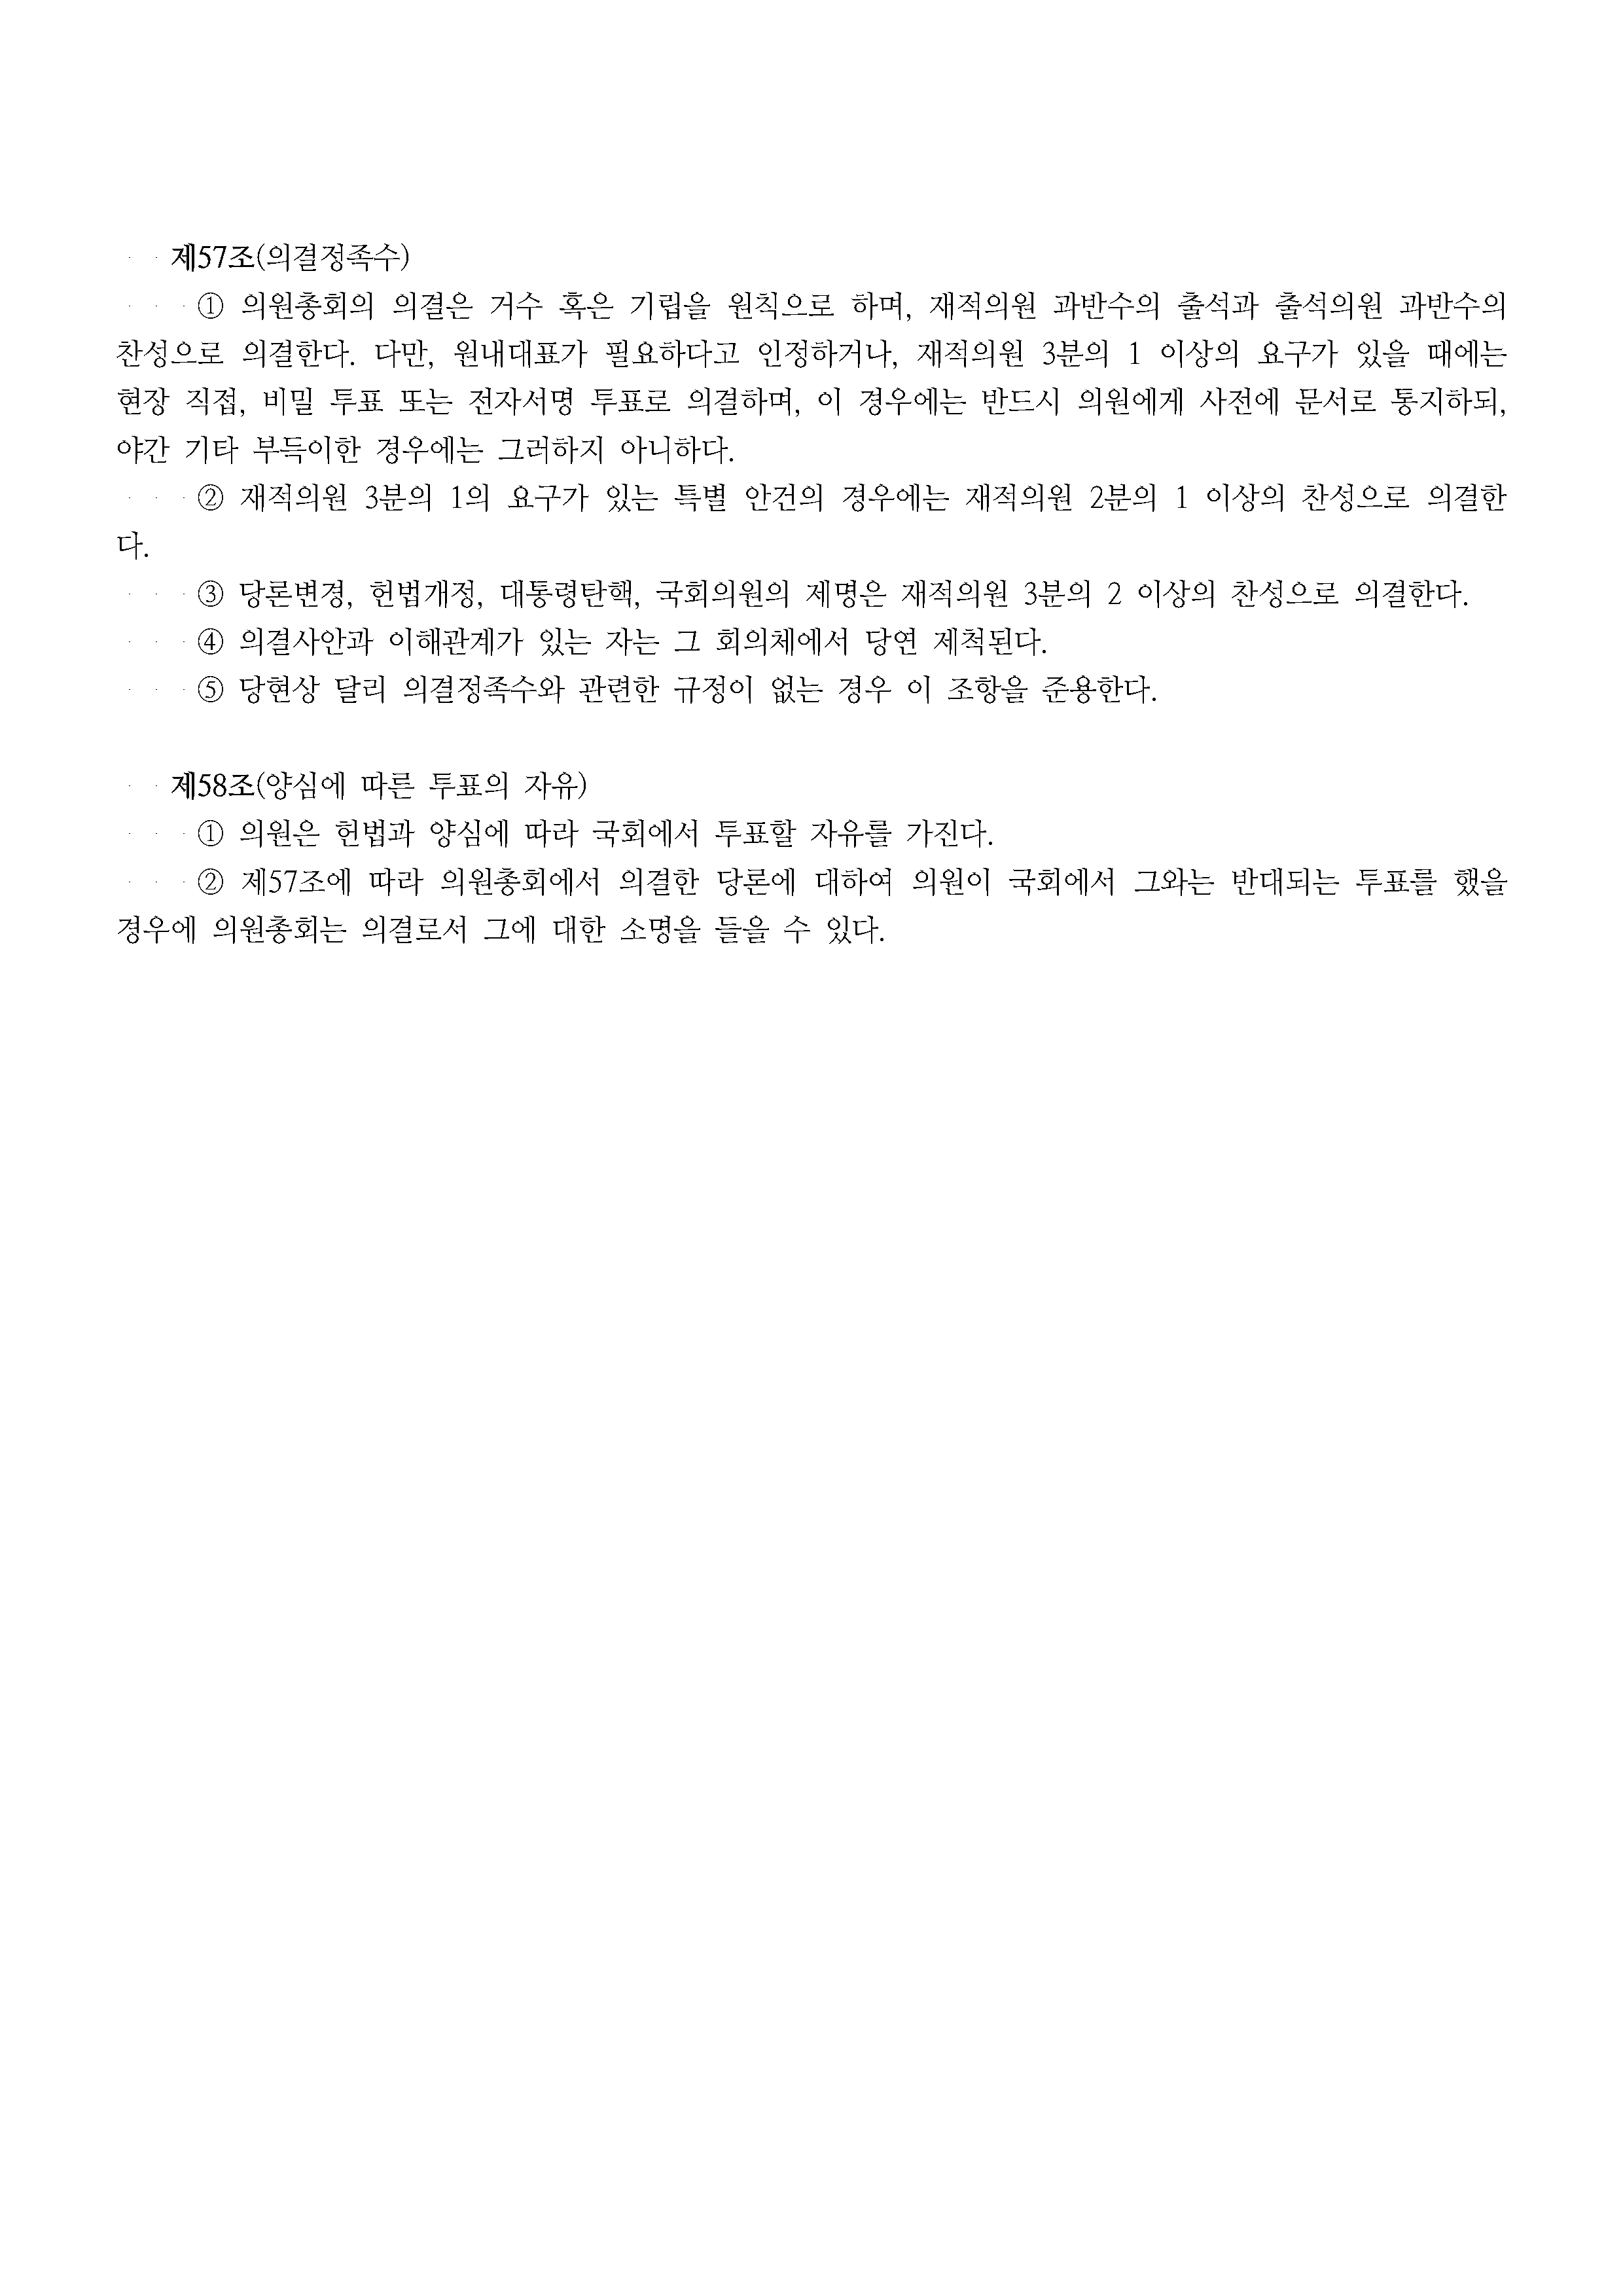 제57조(의결정족수)
① 의원총회의 의결은 거수 혹은 기립을 원칙으로 하며, 재적의원 과반수의 출석과 출석의원 과반수의
찬성으로 의결한다. 다만, 원내대표가 필요하다고 인정하거나, 재적의원 3분의 1 이상의 요구가 있을 때에는
현장 직접, 비밀 투표 또는 전자서명 투표로 의결하며, 이 경우에는 반드시 의원에게 사전에 문서로 통지하되,
야간 기타 부득이한 경우에는 그러하지 아니하다.
② 재적의원 3분의 1의 요구가 있는 특별 안건의 경우에는 재적의원 2분의 1 이상의 찬성으로 의결한
다.
③ 당론변경, 헌법개정, 대통령탄핵, 국회의원의 제명은 재적의원 3분의 2 이상의 찬성으로 의결한다.
④ 의결사안과 이해관계가 있는 자는 그 회의체에서 당연 제척된다.
⑤ 당현상 달리 의결정족수와 관련한 규정이 없는 경우 이 조항을 준용한다.
제58조(양심에 따른 투표의 자유)
① 의원은 헌법과 양심에 따라 국회에서 투표할 자유를 가진다.
② 제57조에 따라 의원총회에서 의결한 당론에 대하여 의원이 국회에서 그와는 반대되는 투표를 했을
경우에 의원총회는 의결로서 그에 대한 소명을 들을 수 있다.